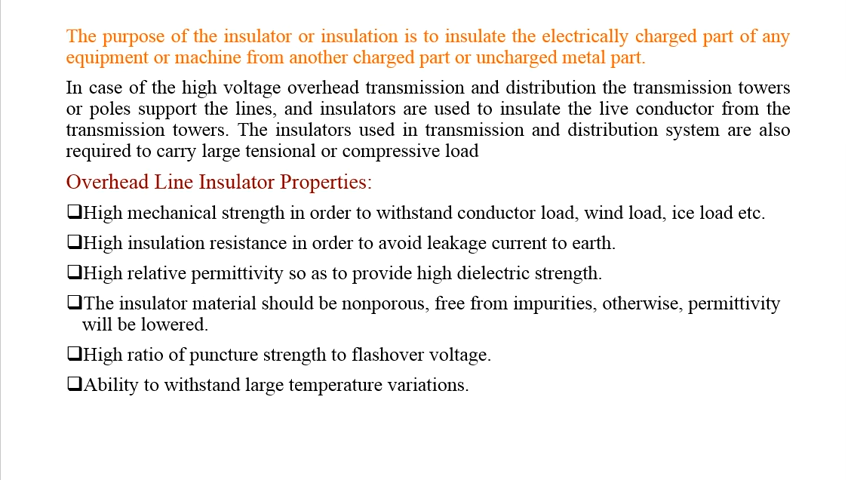 The purpose of the insulator or insulation is to insulate the electrically charged part of any
equipment or machine from another charged part or uncharged metal part.
In case of the high voltage overhead transmission and distribution the transmission towers
or poles support the lines, and insulators are used to insulate the live conductor from the
transmission towers. The insulators used in transmission and distribution system are also
required to carry large tensional or compressive load
Overhead Line Insulator Properties:
❑High mechanical strength in order to withstand conductor load, wind load, ice load etc.
❑High insulation resistance in order to avoid leakage current to earth.
❑High relative permittivity so as to provide high dielectric strength.
❑The insulator material should be nonporous, free from impurities, otherwise, permittivity
will be lowered.
❑High ratio of puncture strength to flashover voltage.
❑Ability to withstand large temperature variations.